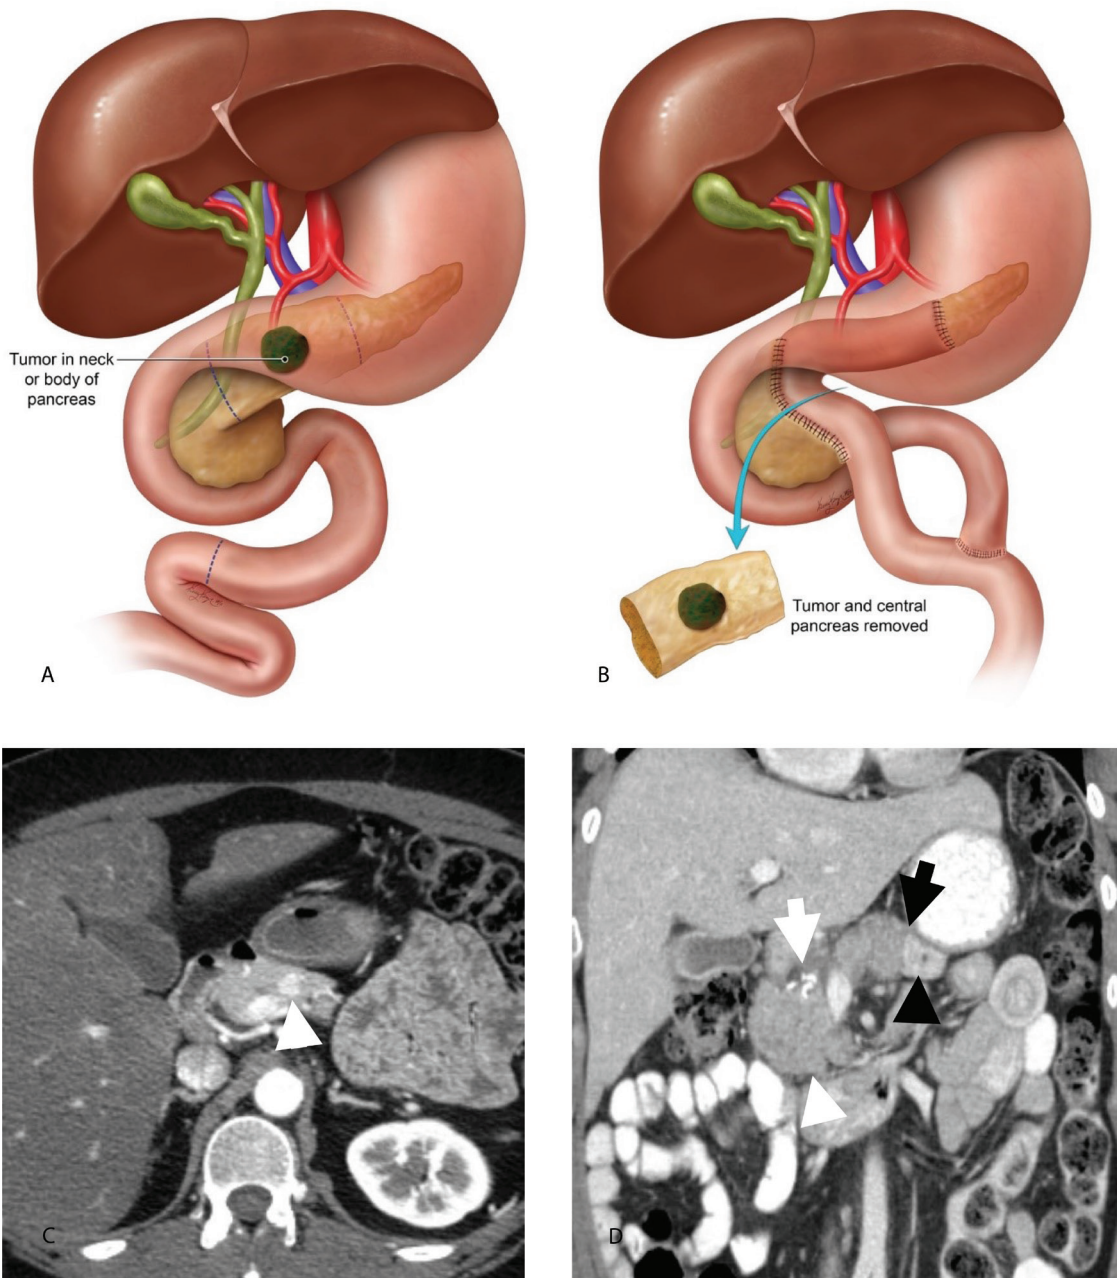 Tumor in neck
or body of
pancreas
A
B
Tumor and central
pancreas removed
C
D